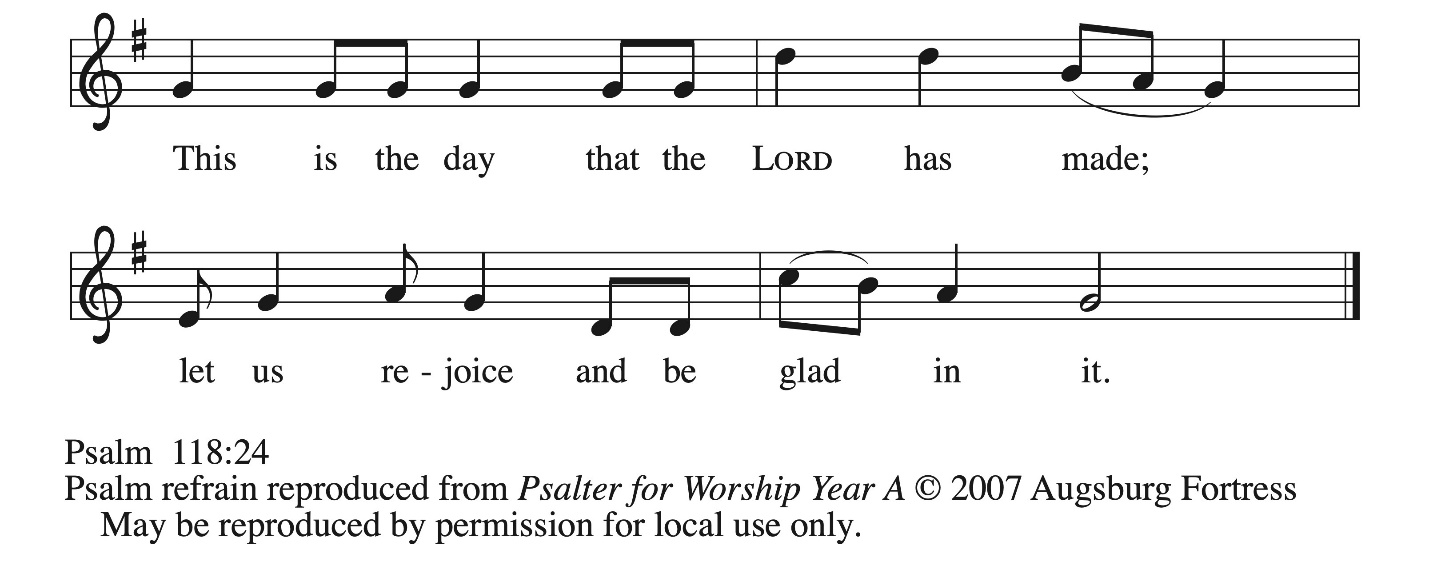 This is the day that the LORD has made;
let us re - joice and be glad in it.
Psalm 118:24
Psalm refrain reproduced from Psalter for Worship Year A © 2007 Augsburg Fortress
May be reproduced by permission for local use only.